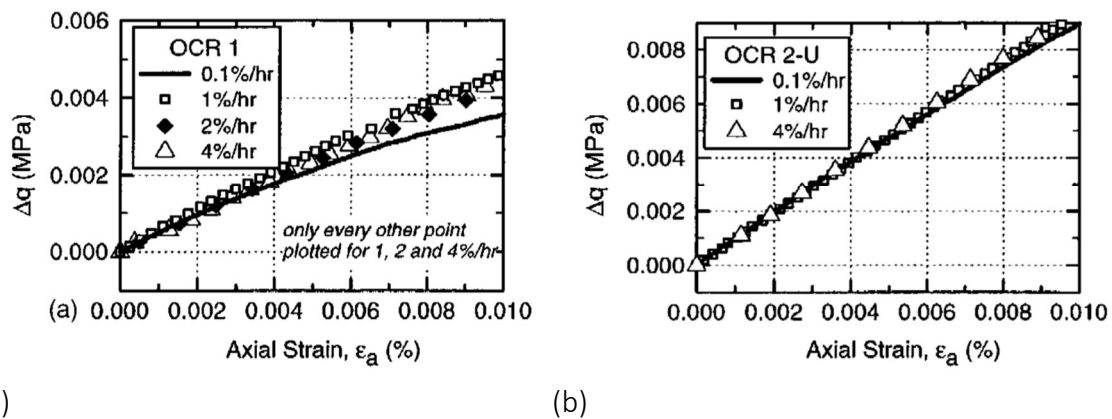 0.006
OCR 1
0.1%/hr
1%/hr
2%/hr
4%/hr
0.004
0.002
0.000
Δq (MPa)
only every other point
plotted for 1, 2 and 4%/hr
(a)
0.000 0.002 0.004 0.006 0.008 0.010
Axial Strain, εa (%)
)
OCR 2-U
0.1%/hr
1%/hr
4%/hr
0.008
0.006
0.004
0.002
0.000
Δq (MPa)
0.000 0.002 0.004 0.006 0.008 0.010
Axial Strain, εa (%)
(b)